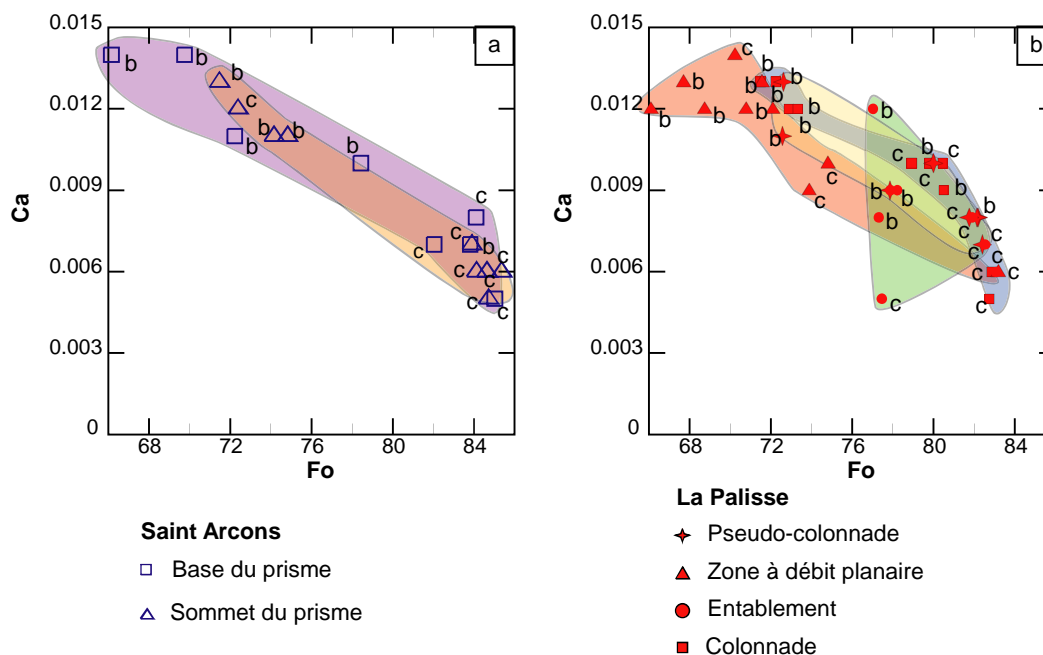 0.015
0.012
0.009
0.006
0.003
0
Ca
68 72 76 80 84
Fo
a
b
b
b
c
b
b
b
b
c
c
b
c
c
c
c
c
c
0.015
0.012
0.009
0.006
0.003
0
Ca
68 72 76 80 84
Fo
b
c
b
b
b
b
b
b
b
b
b
b
b
c
c
b
c
c
b
b
b
b
c
b
c
c
c
c
c
c
c
Saint Arcons
Base du prisme
Sommet du prisme
La Palisse
Pseudo-colonnade
Zone à débit planaire
Entablement
Colonnade